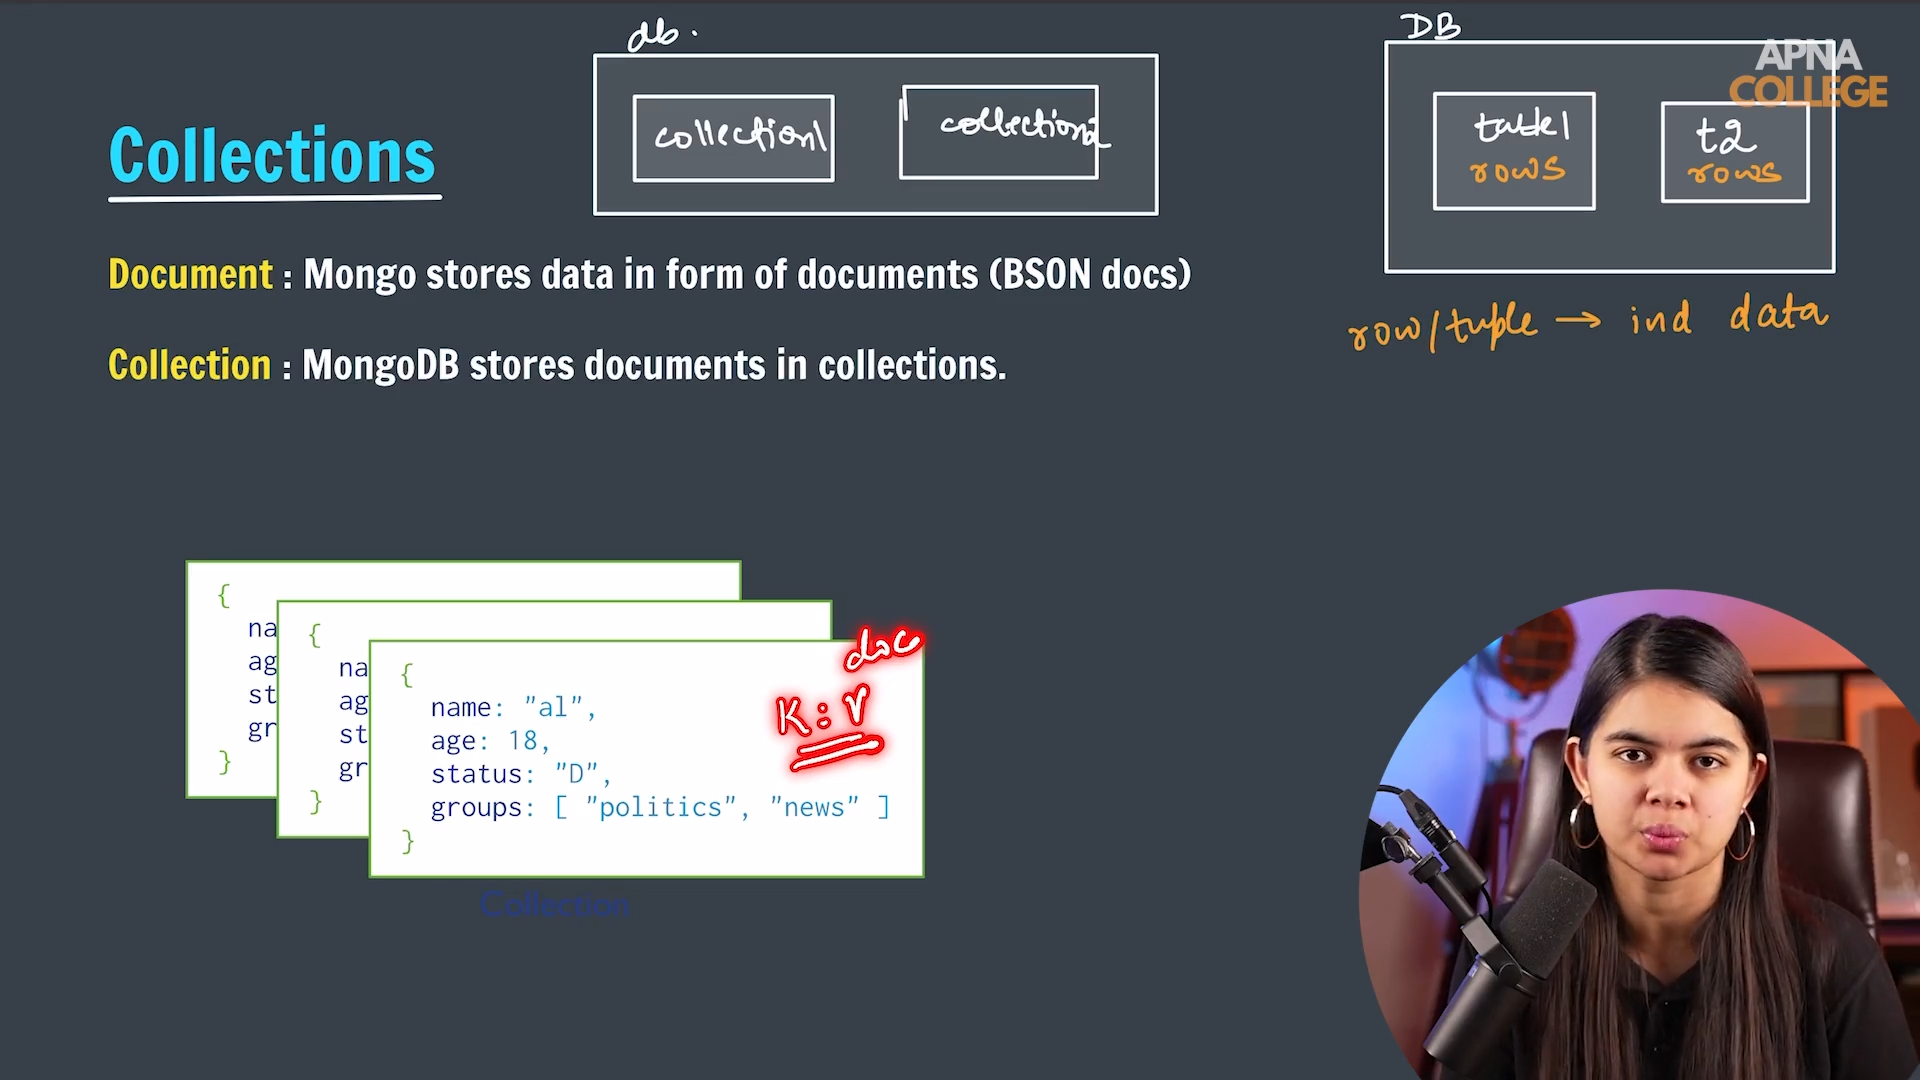 db.
DB
APNA
COLLEGE
collection1
collection2
table1
rows
t2
rows
Collections
Document : Mongo stores data in form of documents (BSON docs)
row/tuple → ind data
Collection : MongoDB stores documents in collections.
{
na
ag
st
gr
}
{
na
ag
st
gr
}
doc
K : V
{
name: "al",
age: 18,
status: "D",
groups: [ "politics", "news" ]
}
Collection